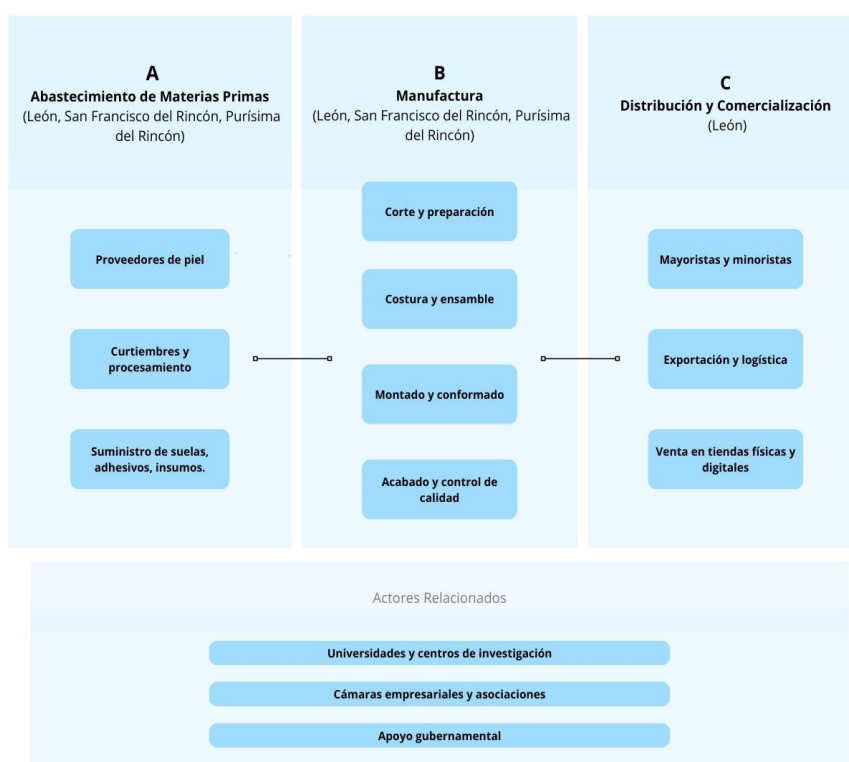 A
Abastecimiento de Materias Primas
(León, San Francisco del Rincón, Purísima
del Rincón)
Proveedores de piel
Curtiembres y
procesamiento
Suministro de suelas,
adhesivos, insumos.
B
Manufactura
(León, San Francisco del Rincón, Purísima
del Rincón)
Corte y preparación
Costura y ensamble
Montado y conformado
Acabado y control de
calidad
C
Distribución y Comercialización
(León)
Mayoristas y minoristas
Exportación y logística
Venta en tiendas físicas y
digitales
Actores Relacionados
Universidades y centros de investigación
Cámaras empresariales y asociaciones
Apoyo gubernamental